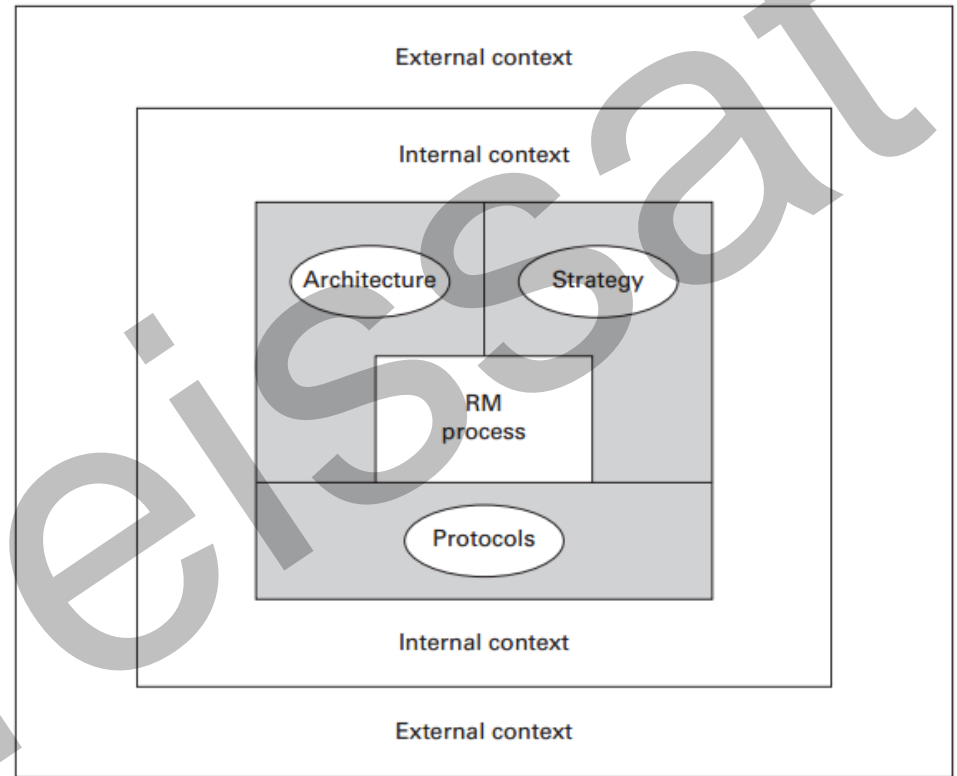 External context
Internal context
Architecture
Strategy
RM
process
Protocols
Internal context
External context
eissat